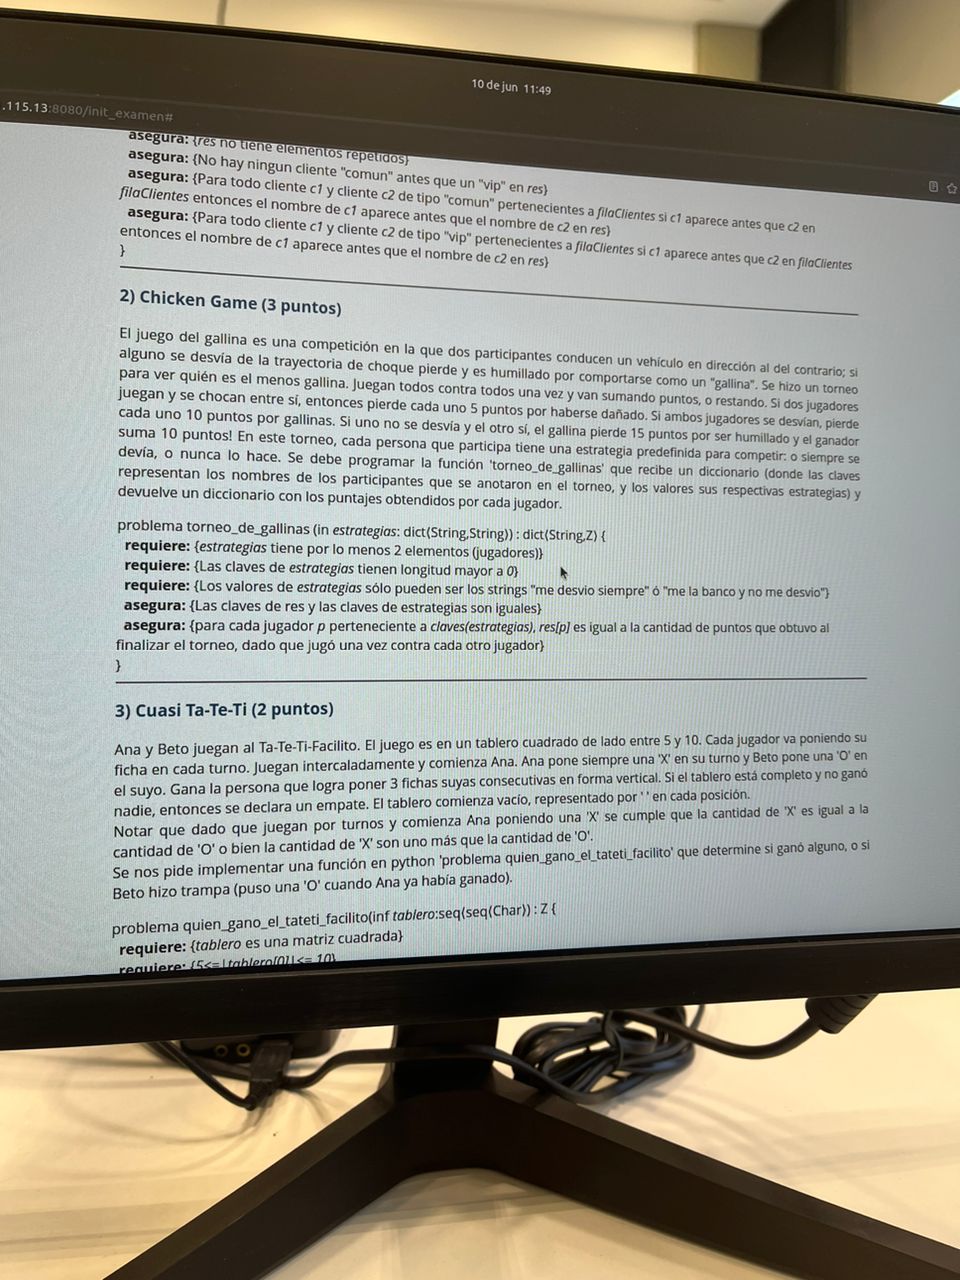 10 de jun 11:49
.115.13:8080/init_examen#
asegura: {res no tiene elementos repetidos}
asegura: {No hay ningun cliente "comun" antes que un "vip" en res}
asegura: {Para todo cliente c1 y cliente c2 de tipo "comun" pertenecientes a filaClientes si c1 aparece antes que c2 en
filaClientes entonces el nombre de c1 aparece antes que el nombre de c2 en res}
asegura: {Para todo cliente c1 y cliente c2 de tipo "vip" pertenecientes a filaClientes si c1 aparece antes que c2 en filaClientes
entonces el nombre de c1 aparece antes que el nombre de c2 en res}
}
2) Chicken Game (3 puntos)
El juego del gallina es una competición en la que dos participantes conducen un vehículo en dirección al del contrario; si
alguno se desvía de la trayectoria de choque pierde y es humillado por comportarse como un "gallina". Se hizo un torneo
para ver quién es el menos gallina. Juegan todos contra todos una vez y van sumando puntos, o restando. Si dos jugadores
juegan y se chocan entre sí, entonces pierde cada uno 5 puntos por haberse dañado. Si ambos jugadores se desvían, pierde
cada uno 10 puntos por gallinas. Si uno no se desvía y el otro sí, el gallina pierde 15 puntos por ser humillado y el ganador
suma 10 puntos! En este torneo, cada persona que participa tiene una estrategia predefinida para competir: o siempre se
devía, o nunca lo hace. Se debe programar la función 'torneo_de_gallinas' que recibe un diccionario (donde las claves
representan los nombres de los participantes que se anotaron en el torneo, y los valores sus respectivas estrategias) y
devuelve un diccionario con los puntajes obtendidos por cada jugador.
problema torneo_de_gallinas (in estrategias: dict⟨String,String⟩) : dict⟨String,Z⟩ {
requiere: {estrategias tiene por lo menos 2 elementos (jugadores)}
requiere: {Las claves de estrategias tienen longitud mayor a 0}
requiere: {Los valores de estrategias sólo pueden ser los strings "me desvio siempre" ó "me la banco y no me desvio"}
asegura: {Las claves de res y las claves de estrategias son iguales}
asegura: {para cada jugador p perteneciente a claves(estrategias), res[p] es igual a la cantidad de puntos que obtuvo al
finalizar el torneo, dado que jugó una vez contra cada otro jugador}
}
3) Cuasi Ta-Te-Ti (2 puntos)
Ana y Beto juegan al Ta-Te-Ti-Facilito. El juego es en un tablero cuadrado de lado entre 5 y 10. Cada jugador va poniendo su
ficha en cada turno. Juegan intercaladamente y comienza Ana. Ana pone siempre una 'X' en su turno y Beto pone una 'O' en
el suyo. Gana la persona que logra poner 3 fichas suyas consecutivas en forma vertical. Si el tablero está completo y no ganó
nadie, entonces se declara un empate. El tablero comienza vacío, representado por ' ' en cada posición.
Notar que dado que juegan por turnos y comienza Ana poniendo una 'X' se cumple que la cantidad de 'X' es igual a la
cantidad de 'O' o bien la cantidad de 'X' son uno más que la cantidad de 'O'.
Se nos pide implementar una función en python 'problema quien_gano_el_tateti_facilito' que determine si ganó alguno, o si
Beto hizo trampa (puso una 'O' cuando Ana ya había ganado).
problema quien_gano_el_tateti_facilito(inf tablero:seq⟨seq⟨Char⟩) : Z {
requiere: {tablero es una matriz cuadrada}
requiere: {5<=|tablero[0]|<= 10}